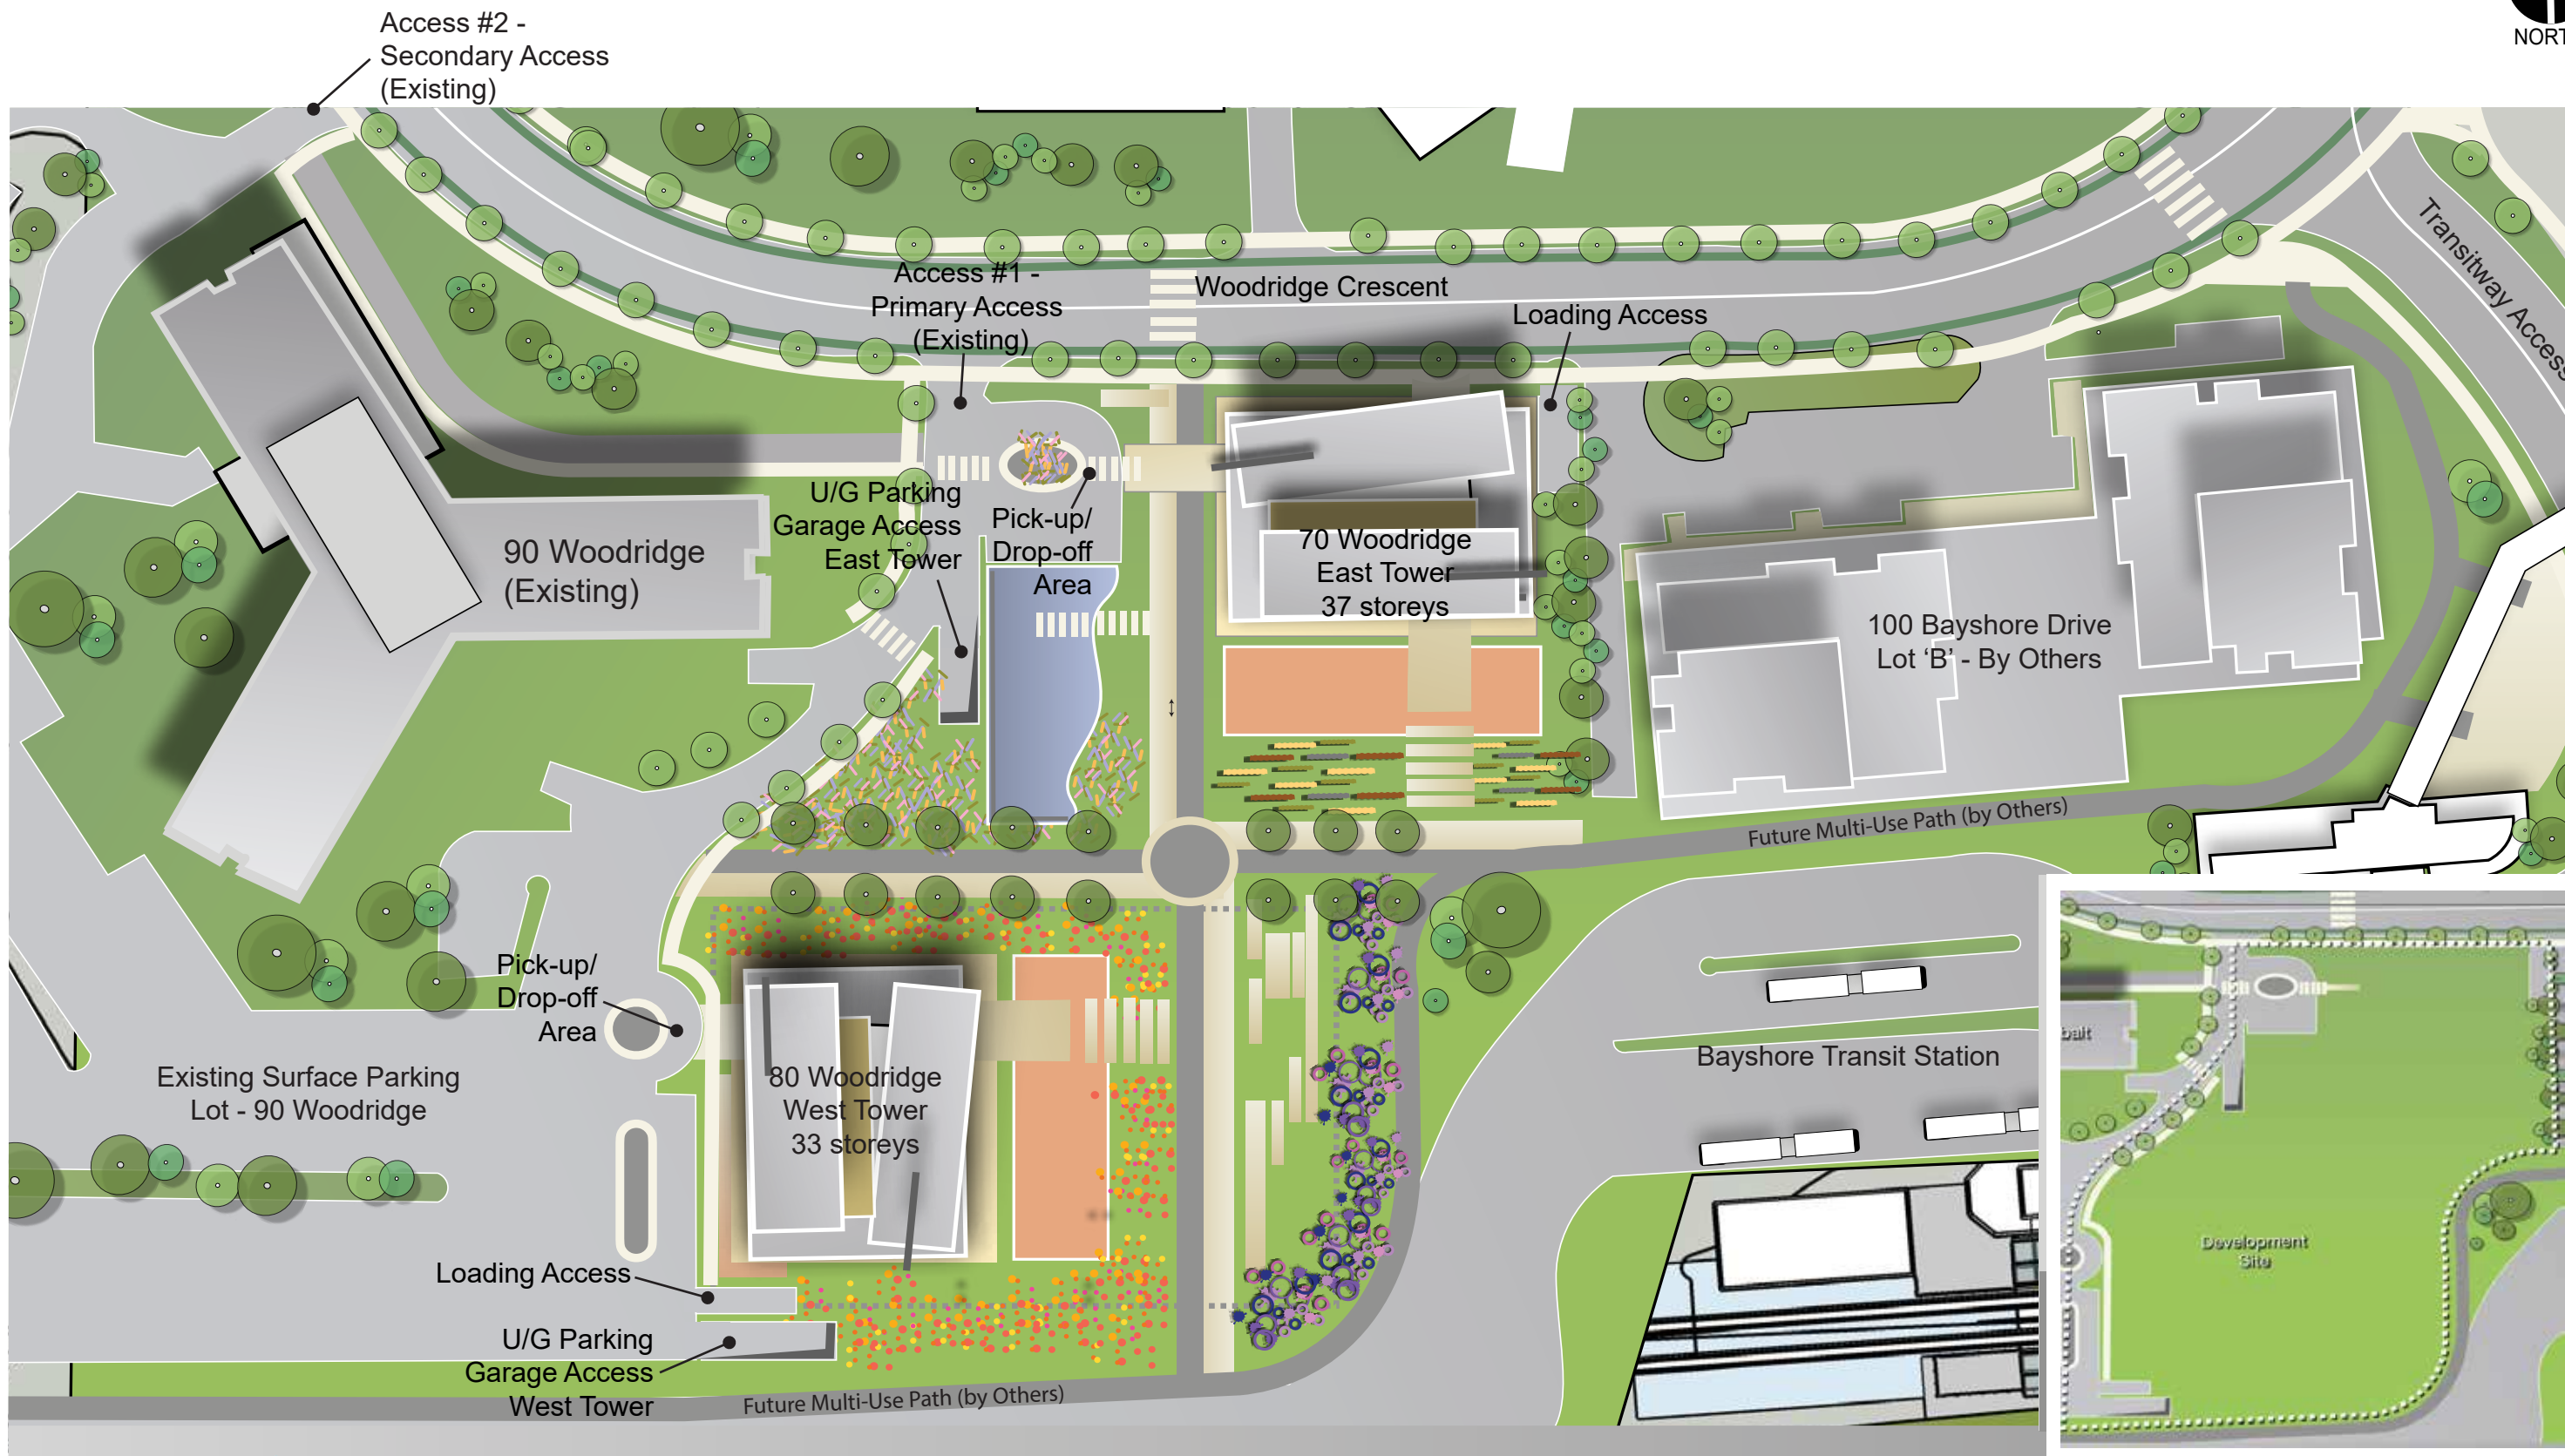 Access #2 -
Secondary Access
(Existing)
Woodridge Crescent
Access #1 -
Primary Access
(Existing)
Loading Access
Transitway Access
U/G Parking
Garage Access
East Tower
Pick-up/
Drop-off
Area
90 Woodridge
(Existing)
70 Woodridge
East Tower
37 storeys
100 Bayshore Drive
Lot ‘B’ - By Others
Future Multi-Use Path (by Others)
Pick-up/
Drop-off
Area
Existing Surface Parking
Lot - 90 Woodridge
80 Woodridge
West Tower
33 storeys
Bayshore Transit Station
Loading Access
U/G Parking
Garage Access
West Tower
Future Multi-Use Path (by Others)
Development
Site